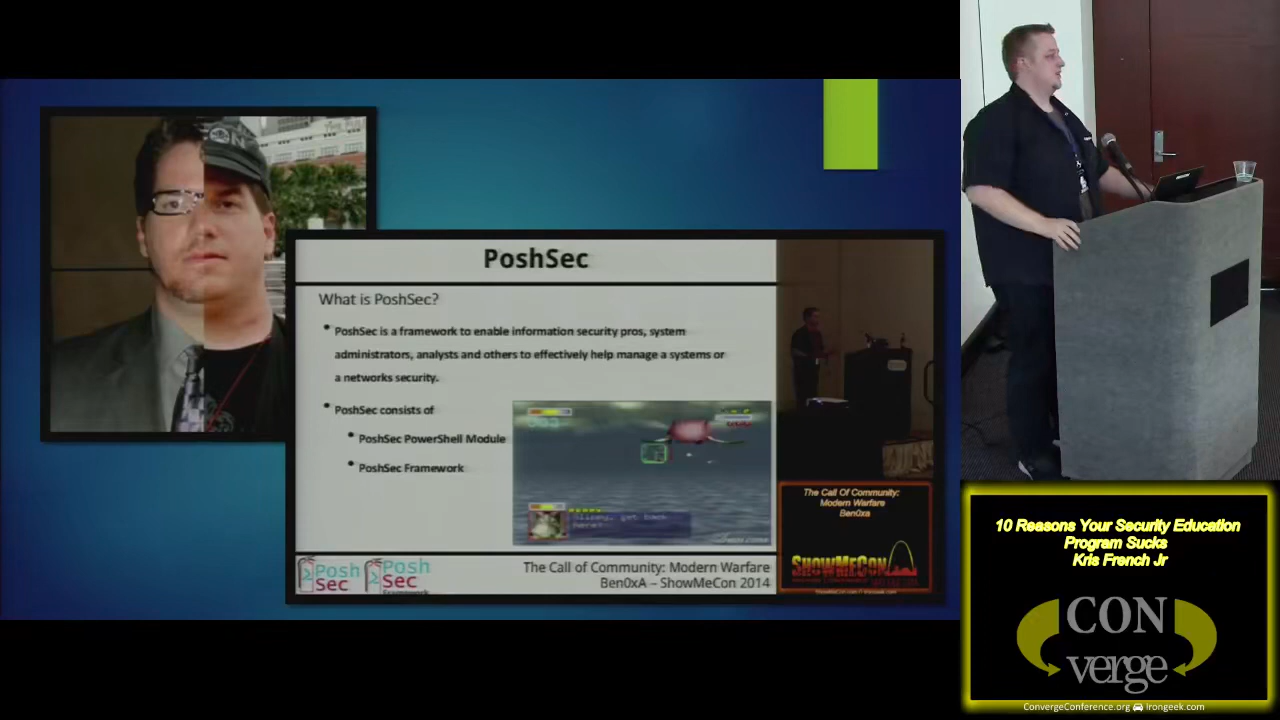 PoshSec
What is PoshSec?
PoshSec is a framework to enable information security pros, system
administrators, analysts and others to effectively help manage a systems or
a networks security.
PoshSec consists of
PoshSec PowerShell Module
PoshSec Framework
Posh
Sec
Posh
Sec
Framework
The Call of Community: Modern Warfare
Ben0xA – ShowMeCon 2014
The Call Of Community:
Modern Warfare
Ben0xa
SHOWMECON
10 Reasons Your Security Education
Program Sucks
Kris French Jr
CON
verge
ConvergeConference.org Irongeek.com